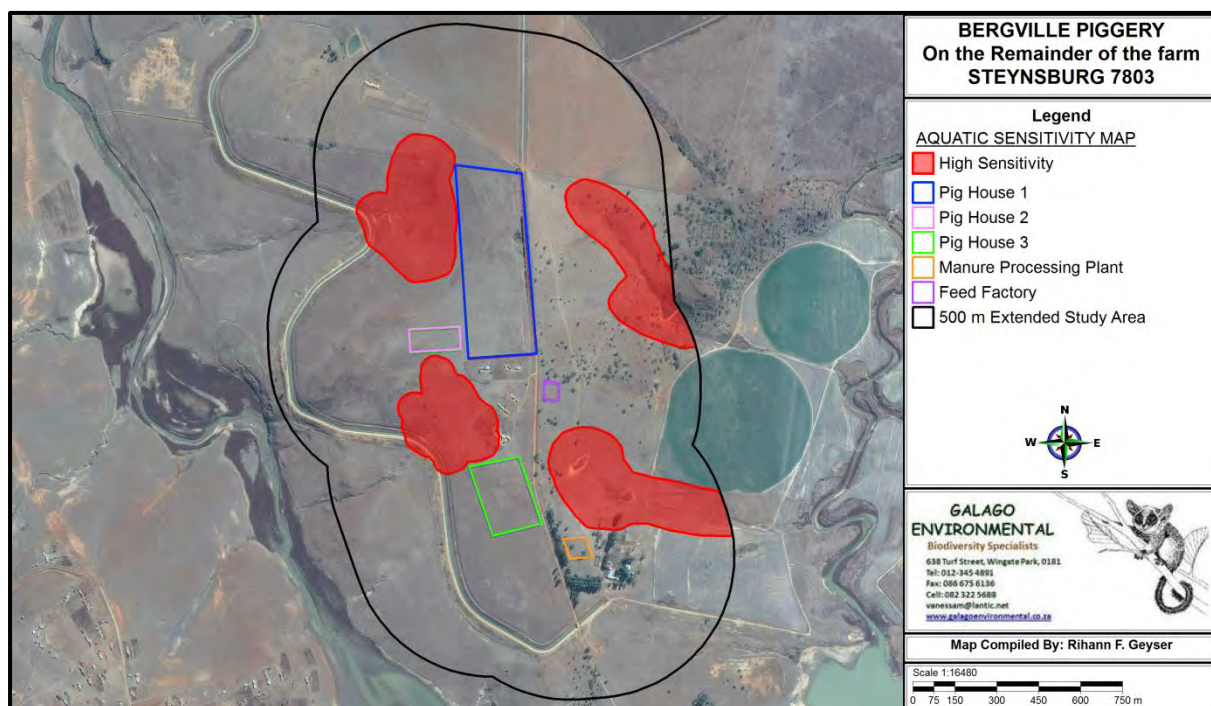 BERGVILLE PIGGERY
On the Remainder of the farm
STEYNSBURG 7803
Legend
AQUATIC SENSITIVITY MAP
High Sensitivity
Pig House 1
Pig House 2
Pig House 3
Manure Processing Plant
Feed Factory
500 m Extended Study Area
N
W E
S
GALAGO
ENVIRONMENTAL
Biodiversity Specialists
638 Turf Street, Wingate Park, 0181
Tel: 012-345 4891
Fax: 086 675 6136
Cell: 082 322 5688
vanessam@lantic.net
www.galagoenvironmental.co.za
Map Compiled By: Rihann F. Geyser
Scale 1:16480
0 75 150 300 450 600 750 m